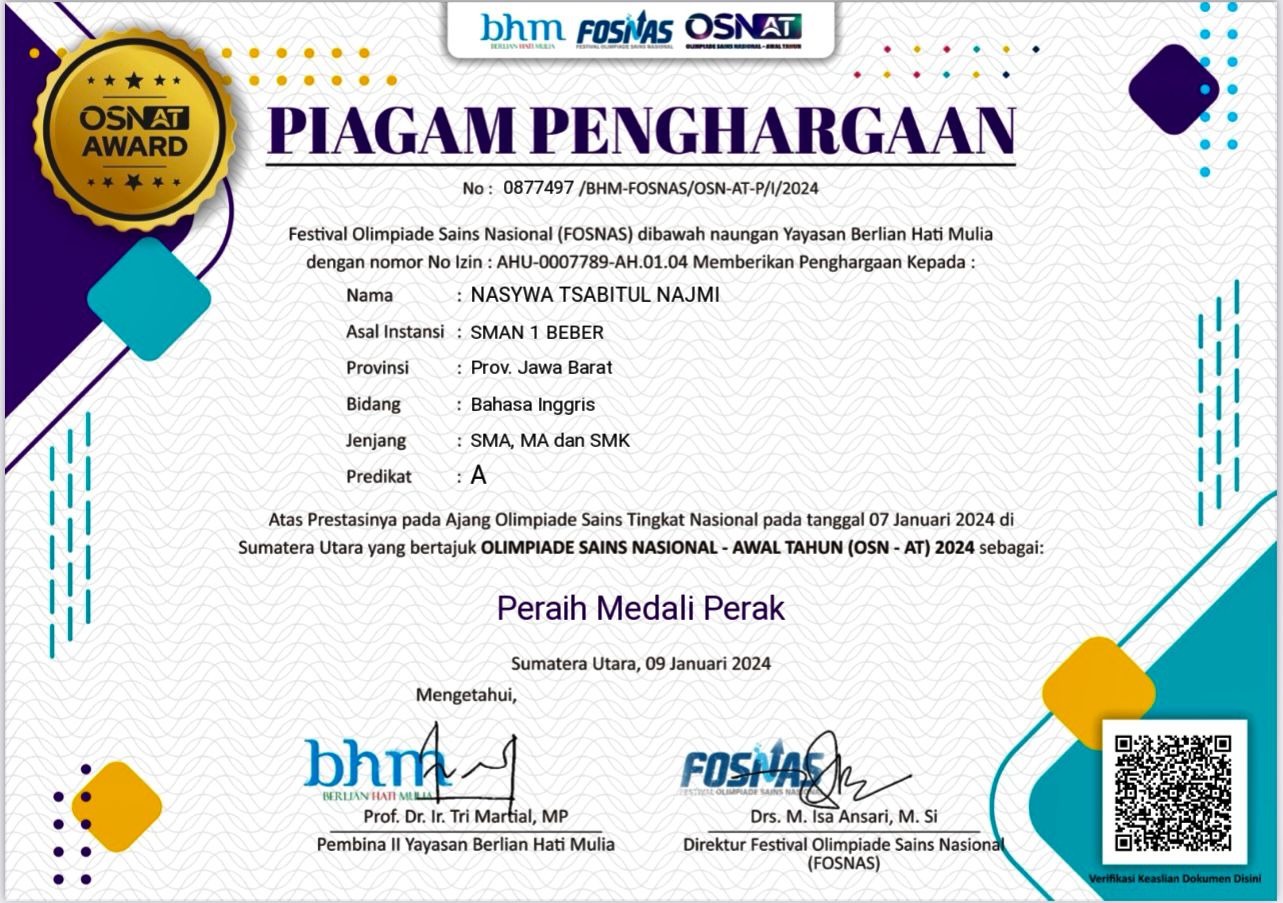 bhm FOSNAS OSN AT
BERLIAN HATI MULIA FESTIVAL OLIMPIADE SAINS NASIONAL OLIMPIADE SAINS NASIONAL - AWAL TAHUN
OSN AT
AWARD
PIAGAM PENGHARGAAN
No : 0877497 /BHM-FOSNAS/OSN-AT-P/I/2024
Festival Olimpiade Sains Nasional (FOSNAS) dibawah naungan Yayasan Berlian Hati Mulia
dengan nomor No Izin : AHU-0007789-AH.01.04 Memberikan Penghargaan Kepada :
Nama : NASYWA TSABITUL NAJMI
Asal Instansi : SMAN 1 BEBER
Provinsi : Prov. Jawa Barat
Bidang : Bahasa Inggris
Jenjang : SMA, MA dan SMK
Predikat : A
Atas Prestasinya pada Ajang Olimpiade Sains Tingkat Nasional pada tanggal 07 Januari 2024 di
Sumatera Utara yang bertajuk OLIMPIADE SAINS NASIONAL - AWAL TAHUN (OSN - AT) 2024 sebagai:
Peraih Medali Perak
Sumatera Utara, 09 Januari 2024
Mengetahui,
bhm
BERLIAN HATI MULIA
Prof. Dr. Ir. Tri Martial, MP
Pembina II Yayasan Berlian Hati Mulia
FOSNAS
FESTIVAL OLIMPIADE SAINS NASIONAL
Drs. M. Isa Ansari, M. Si
Direktur Festival Olimpiade Sains Nasional
(FOSNAS)
Verifikasi Keaslian Dokumen Disini